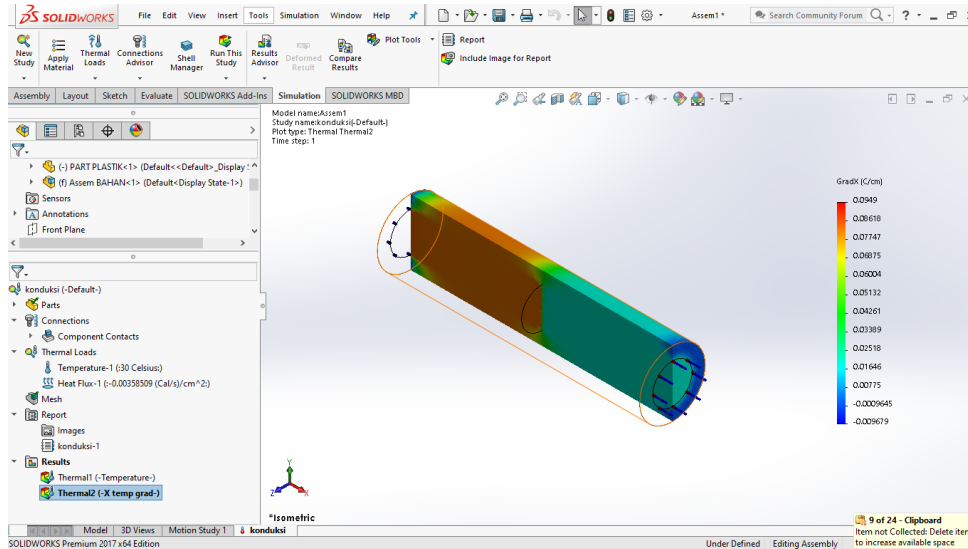 SOLIDWORKS
File Edit View Insert Tools Simulation Window Help
Assem1 *
Search Community Forum
New Study
Apply Material
Thermal Loads
Connections Advisor
Shell Manager
Run This Study
Results Advisor
Deformed Result
Compare Results
Plot Tools
Report
Include Image for Report
Assembly Layout Sketch Evaluate SOLIDWORKS Add-Ins Simulation SOLIDWORKS MBD
Model name:Assem1
Study name:konduksi(-Default-)
Plot type: Thermal Thermal2
Time step: 1
(-) PART PLASTIK<1> (Default<<Default>_Display
(f) Assem BAHAN<1> (Default<Display State-1>)
Sensors
Annotations
Front Plane
konduksi (-Default-)
Parts
Connections
Component Contacts
Thermal Loads
Temperature-1 (:30 Celsius:)
Heat Flux-1 (:-0.00358509 (Cal/s)/cm^2:)
Mesh
Report
Images
konduksi-1
Results
Thermal1 (-Temperature-)
Thermal2 (-X temp grad-)
GradX (C/cm)
0.0949
0.08618
0.07747
0.06875
0.06004
0.05132
0.04261
0.03389
0.02518
0.01646
0.00775
-0.0009645
-0.009679
Y
Z
X
*Isometric
Model 3D Views Motion Study 1 konduksi
SOLIDWORKS Premium 2017 x64 Edition
Under Defined Editing Assembly
9 of 24 - Clipboard
Item not Collected: Delete iter
to increase available space